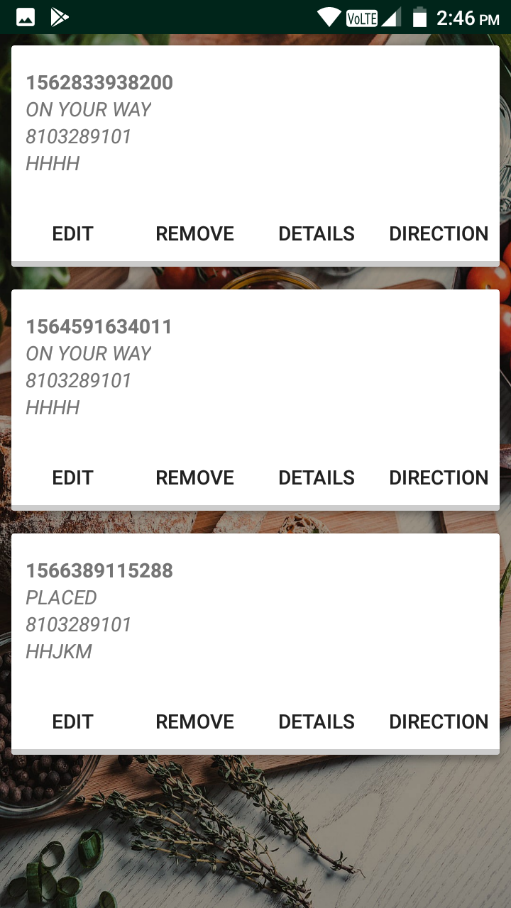 VoLTE 2:46 PM
1562833938200
ON YOUR WAY
8103289101
HHHH
EDIT REMOVE DETAILS DIRECTION
1564591634011
ON YOUR WAY
8103289101
HHHH
EDIT REMOVE DETAILS DIRECTION
1566389115288
PLACED
8103289101
HHJKM
EDIT REMOVE DETAILS DIRECTION